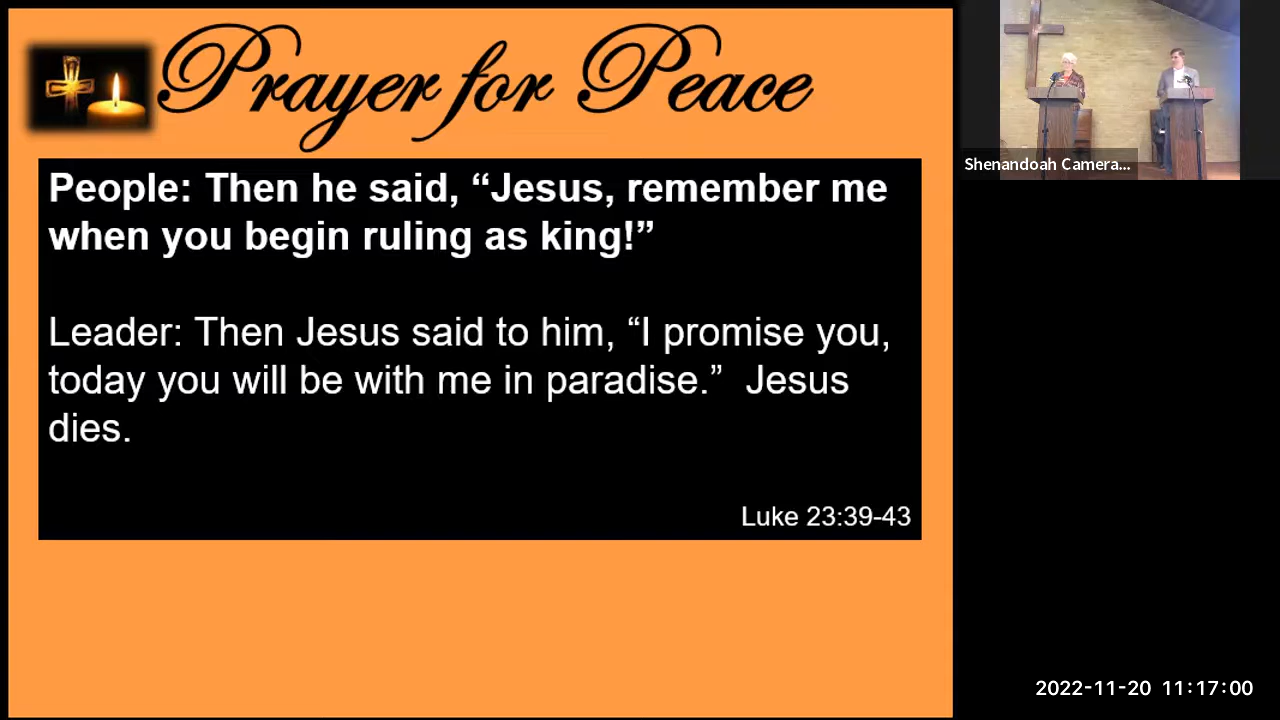 Prayer for Peace
People: Then he said, “Jesus, remember me
when you begin ruling as king!”
Leader: Then Jesus said to him, “I promise you,
today you will be with me in paradise.”  Jesus
dies.
Luke 23:39-43
Shenandoah Camera...
2022-11-20 11:17:00